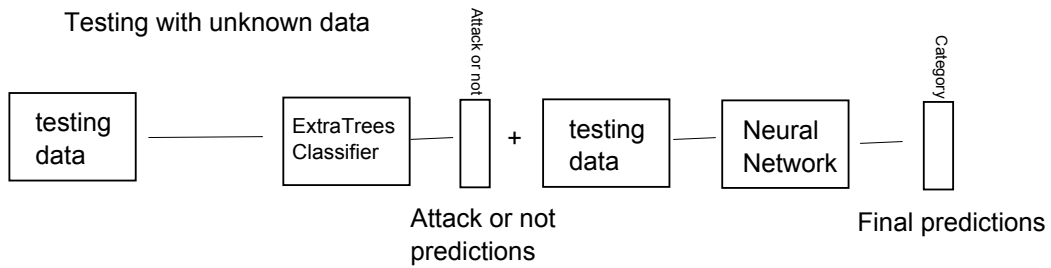 Testing with unknown data
Attack or not
Category
testing
data
ExtraTrees
Classifier
+
testing
data
Neural
Network
Attack or not
predictions
Final predictions